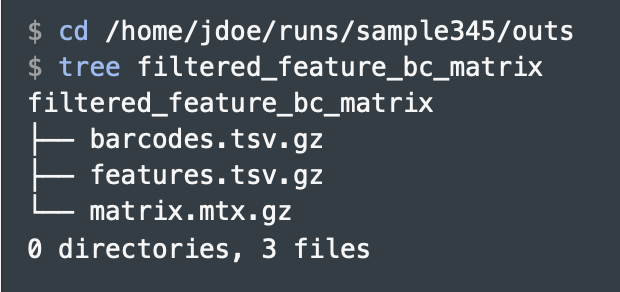 $ cd /home/jdoe/runs/sample345/outs
$ tree filtered_feature_bc_matrix
filtered_feature_bc_matrix
├── barcodes.tsv.gz
├── features.tsv.gz
└── matrix.mtx.gz
0 directories, 3 files